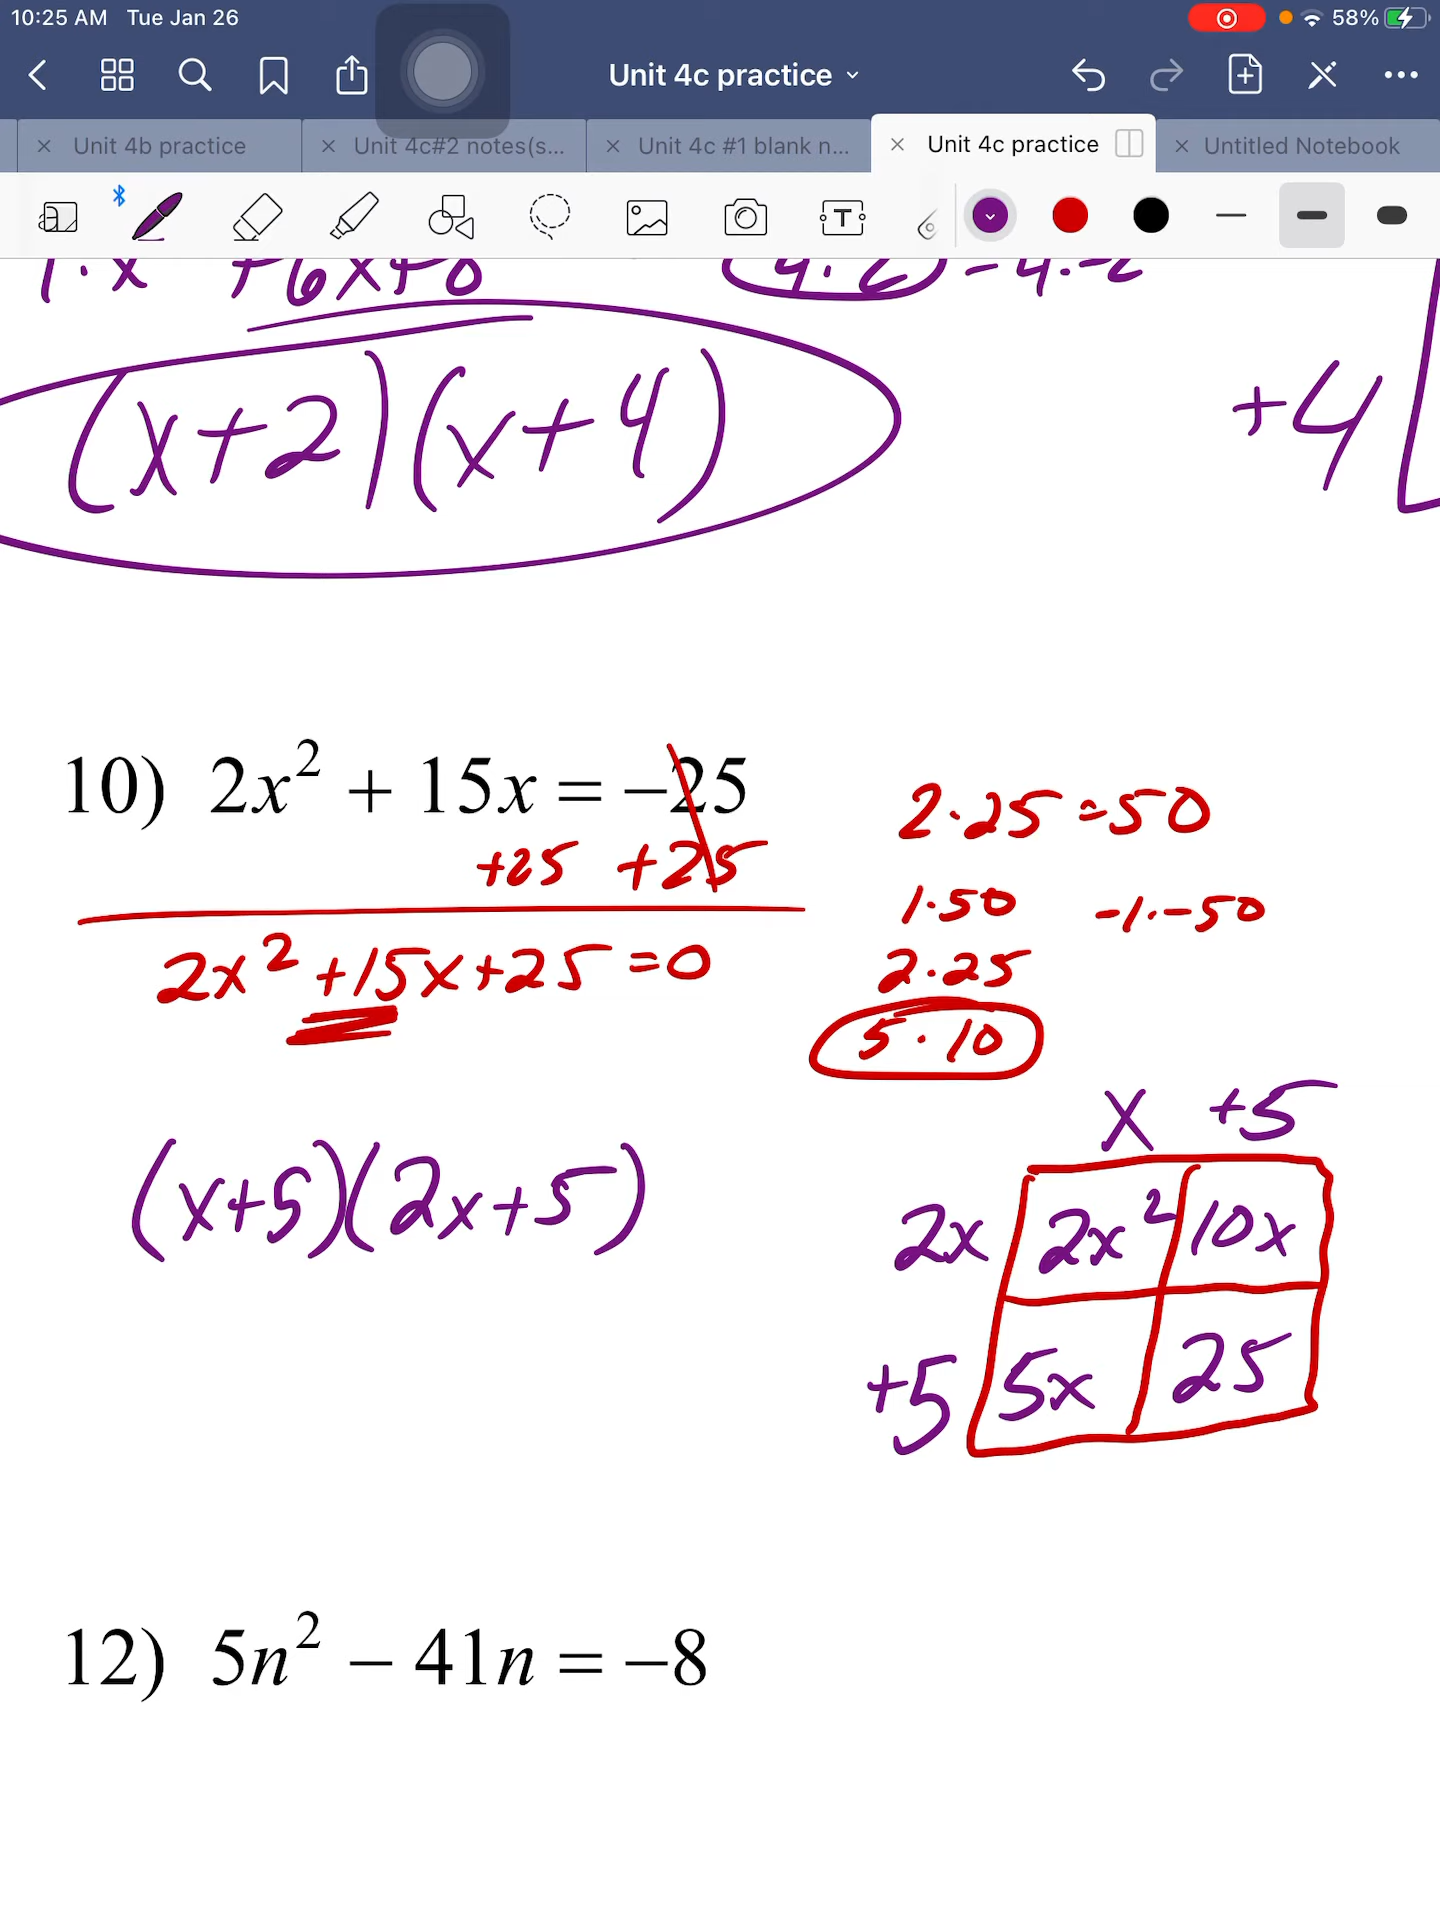 10:25 AM Tue Jan 26 58%
Unit 4c practice
Unit 4b practice Unit 4c#2 notes(s... Unit 4c #1 blank n... Unit 4c practice Untitled Notebook
+6x+8
(x+2)(x+4) +4
10) 2x² + 15x = −25 2·25=50
+25 +25 1·50 -1·-50
2x² +15x+25=0 2·25
5·10
x +5
(x+5)(2x+5) 2x 2x² 10x
+5 5x 25
12) 5n² − 41n = −8